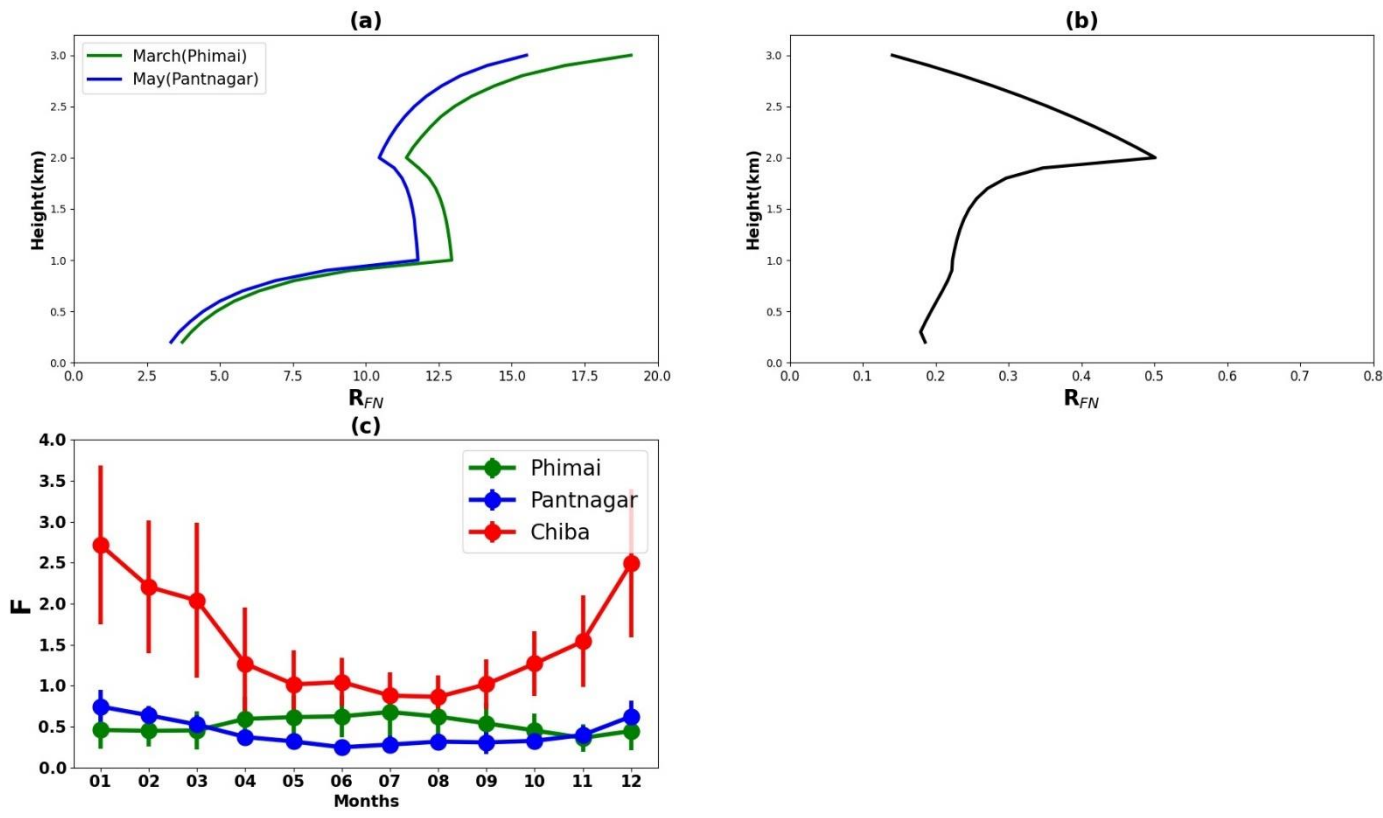 (a)
March(Phimai)
May(Pantnagar)
3.0
2.5
2.0
1.5
1.0
0.5
0.0
Height(km)
0.0 2.5 5.0 7.5 10.0 12.5 15.0 17.5 20.0
R_FN
(b)
3.0
2.5
2.0
1.5
1.0
0.5
0.0
Height(km)
0.0 0.1 0.2 0.3 0.4 0.5 0.6 0.7 0.8
R_FN
(c)
Phimai
Pantnagar
Chiba
4.0
3.5
3.0
2.5
2.0
1.5
1.0
0.5
0.0
F
01 02 03 04 05 06 07 08 09 10 11 12
Months